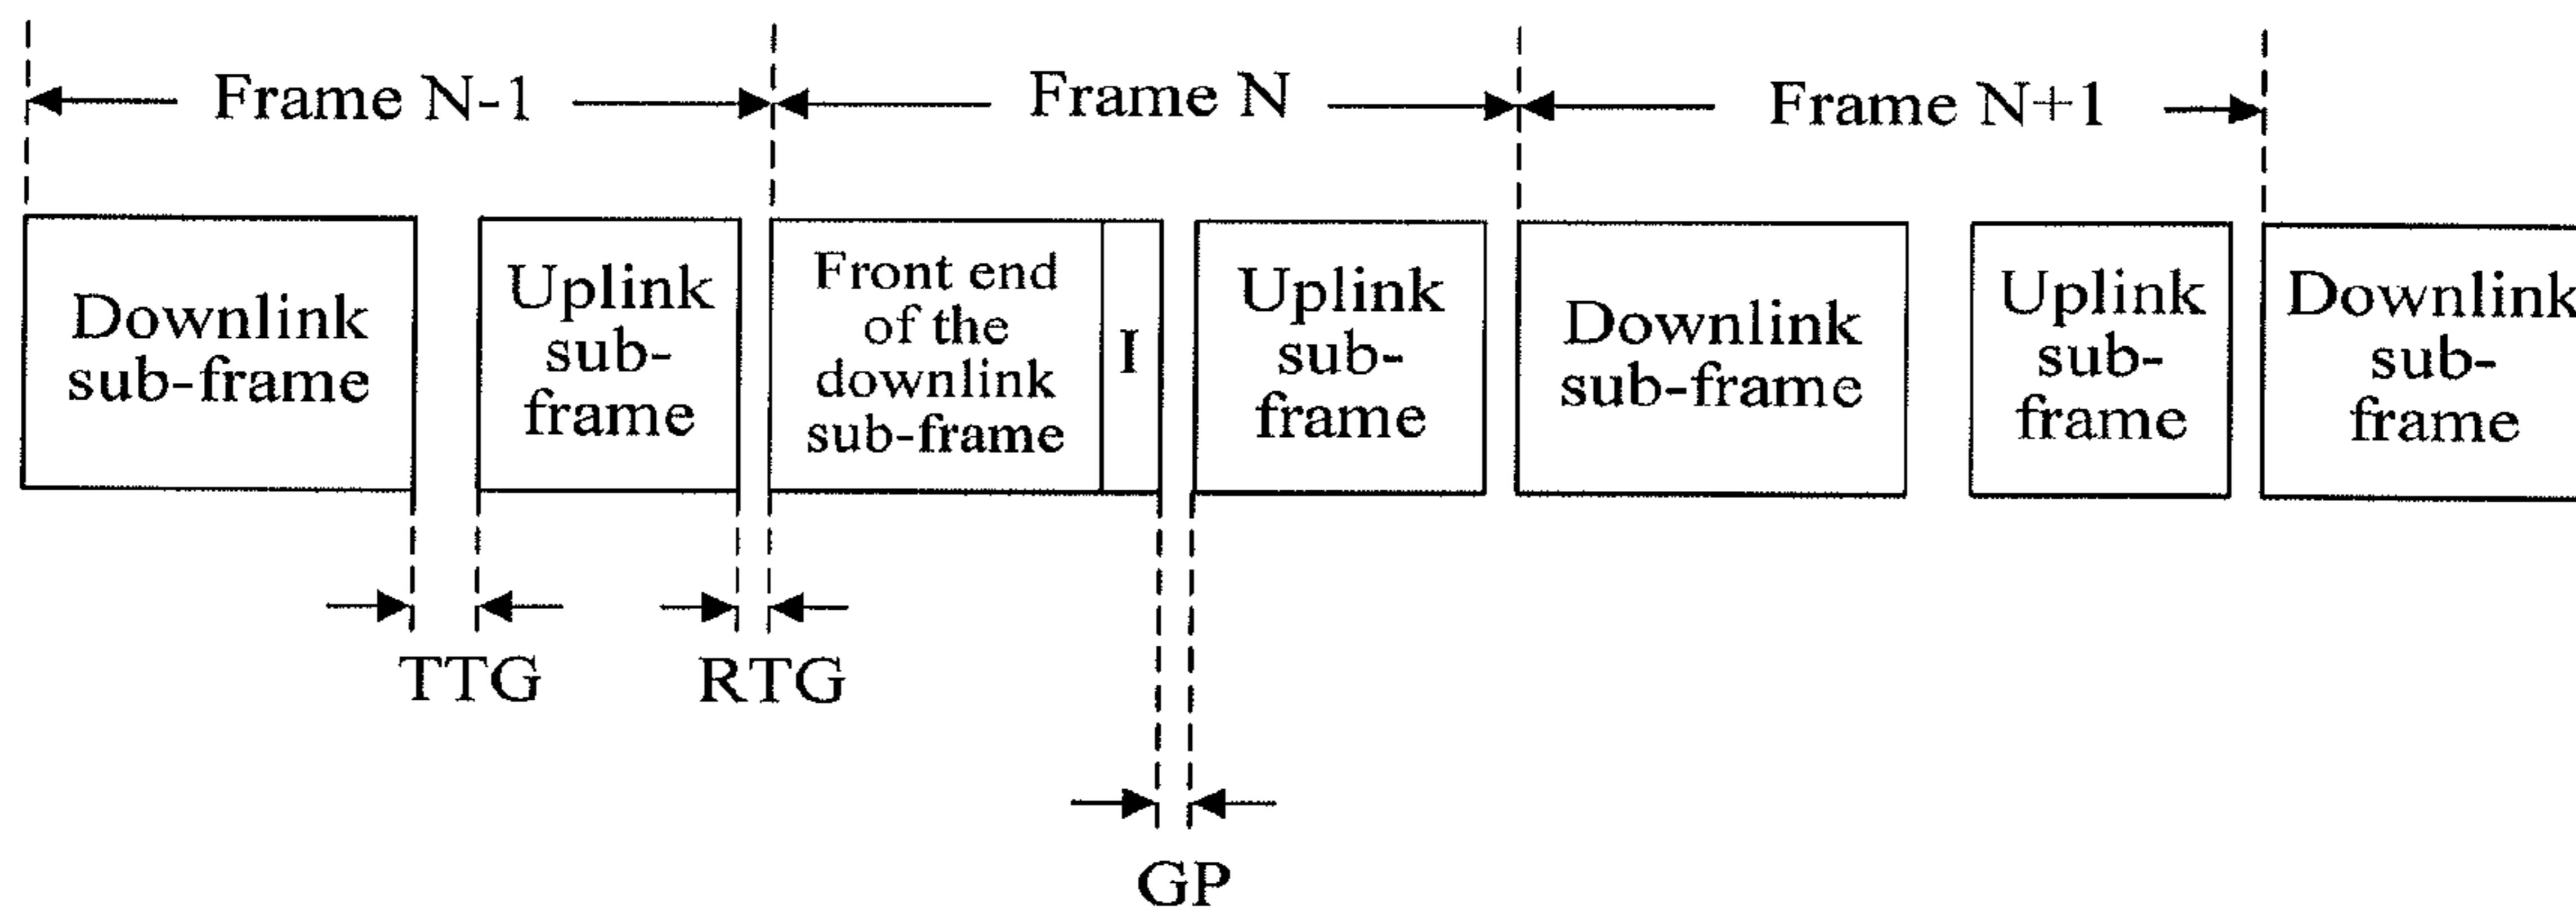 Frame N-1
Frame N
Frame N+1
Downlink
sub-frame
Uplink
sub-
frame
Front end
of the
downlink
sub-frame
I
Uplink
sub-
frame
Downlink
sub-frame
Uplink
sub-
frame
Downlink
sub-
frame
TTG
RTG
GP